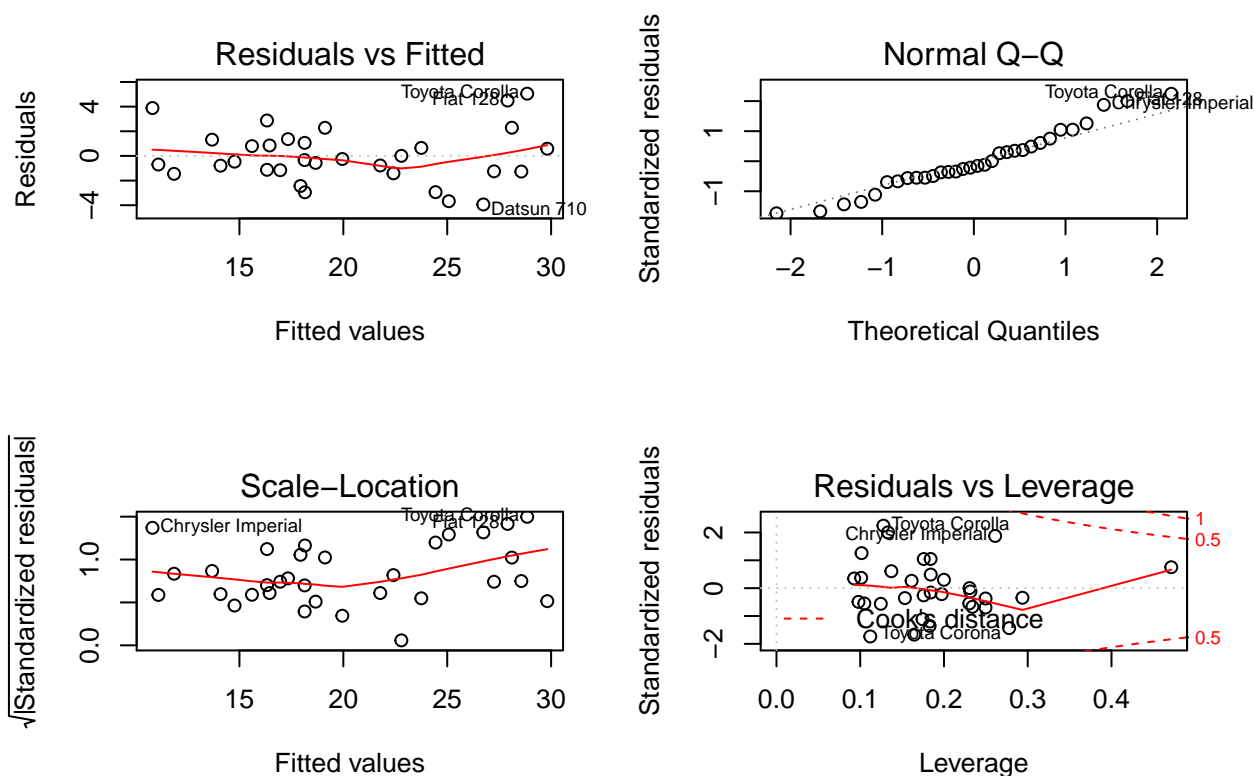 Residuals vs Fitted
Residuals
4
0
−4
Toyota Corolla
Fiat 128
Datsun 710
15 20 25 30
Fitted values
Normal Q−Q
Standardized residuals
1
−1
Toyota Corolla
Fiat 128
Chrysler Imperial
−2 −1 0 1 2
Theoretical Quantiles
Scale−Location
√|Standardized residuals|
1.0
0.0
Chrysler Imperial
Toyota Corolla
Fiat 128
15 20 25 30
Fitted values
Residuals vs Leverage
Standardized residuals
2
0
−2
Toyota Corolla
Chrysler Imperial
Cook's distance
Toyota Corona
1
0.5
0.5
0.0 0.1 0.2 0.3 0.4
Leverage